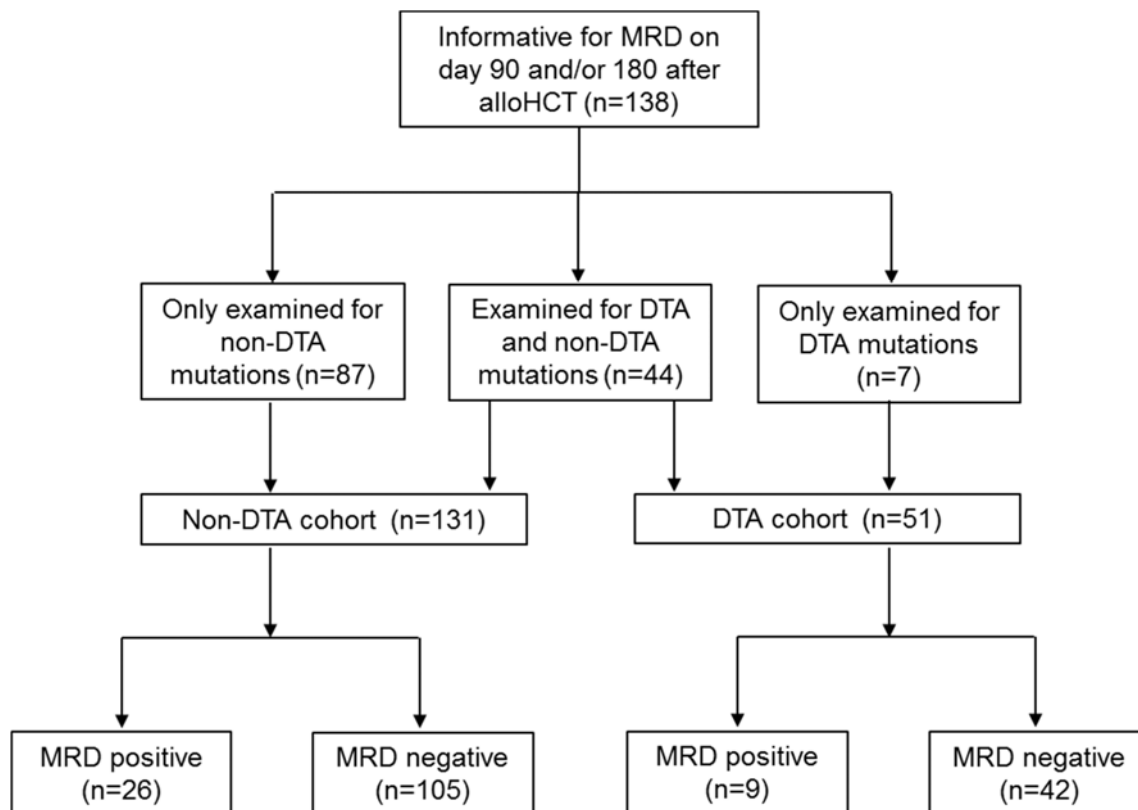 Informative for MRD on
day 90 and/or 180 after
alloHCT (n=138)
Only examined for
non-DTA
mutations (n=87)
Examined for DTA
and non-DTA
mutations (n=44)
Only examined for
DTA mutations
(n=7)
Non-DTA cohort (n=131)
DTA cohort (n=51)
MRD positive
(n=26)
MRD negative
(n=105)
MRD positive
(n=9)
MRD negative
(n=42)